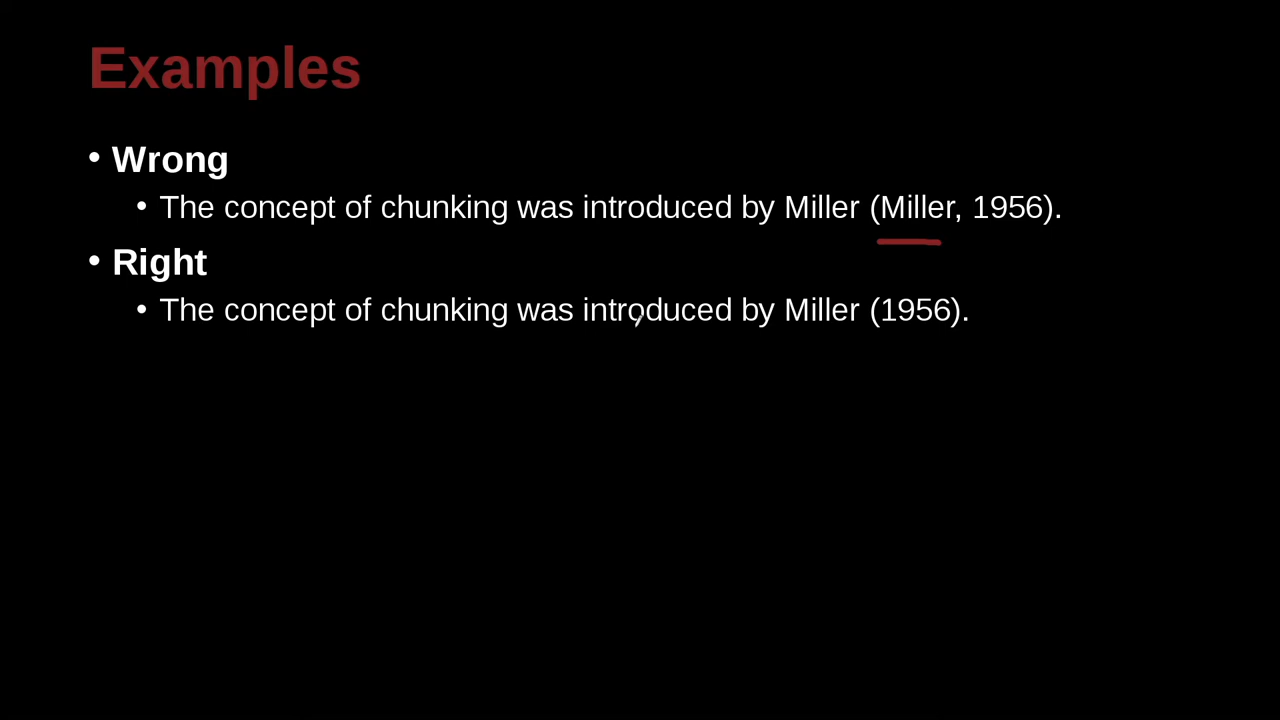 Examples
• Wrong
• The concept of chunking was introduced by Miller (Miller, 1956).
• Right
• The concept of chunking was introduced by Miller (1956).